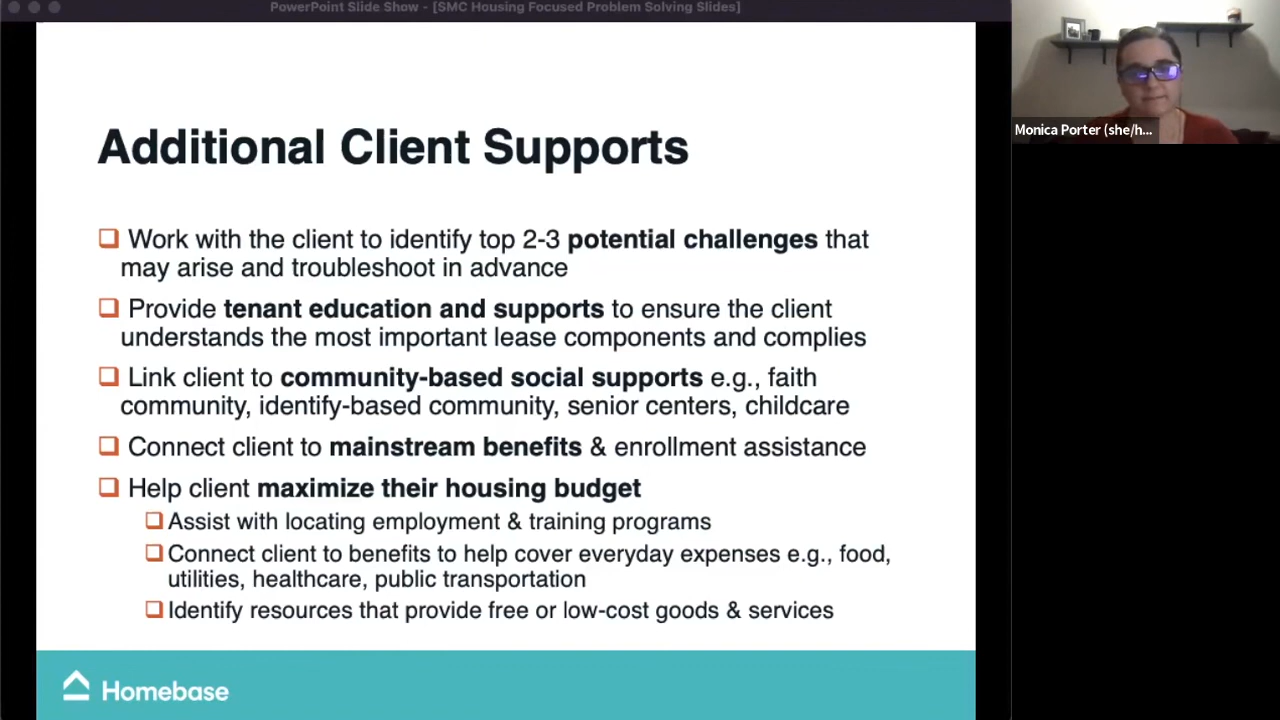 PowerPoint Slide Show - [SMC Housing Focused Problem Solving Slides]
Monica Porter (she/h...
Additional Client Supports
❑ Work with the client to identify top 2-3 potential challenges that
may arise and troubleshoot in advance
❑ Provide tenant education and supports to ensure the client
understands the most important lease components and complies
❑ Link client to community-based social supports e.g., faith
community, identify-based community, senior centers, childcare
❑ Connect client to mainstream benefits & enrollment assistance
❑ Help client maximize their housing budget
❑ Assist with locating employment & training programs
❑ Connect client to benefits to help cover everyday expenses e.g., food,
utilities, healthcare, public transportation
❑ Identify resources that provide free or low-cost goods & services
Homebase